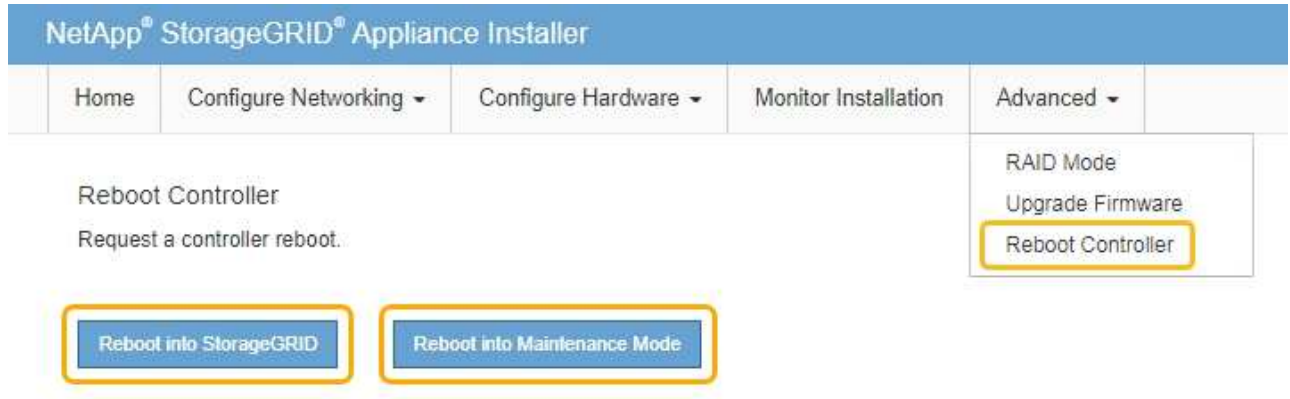 NetApp® StorageGRID® Appliance Installer
Home Configure Networking Configure Hardware Monitor Installation Advanced
RAID Mode
Upgrade Firmware
Reboot Controller
Reboot Controller
Request a controller reboot.
Reboot into StorageGRID Reboot into Maintenance Mode